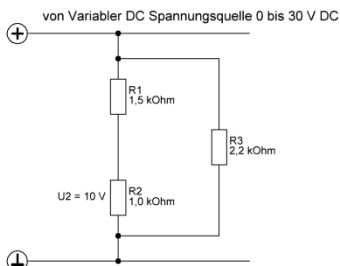 von Variabler DC Spannungsquelle 0 bis 30 V DC
R1
1,5 kOhm
R3
2,2 kOhm
U2 = 10 V
R2
1,0 kOhm